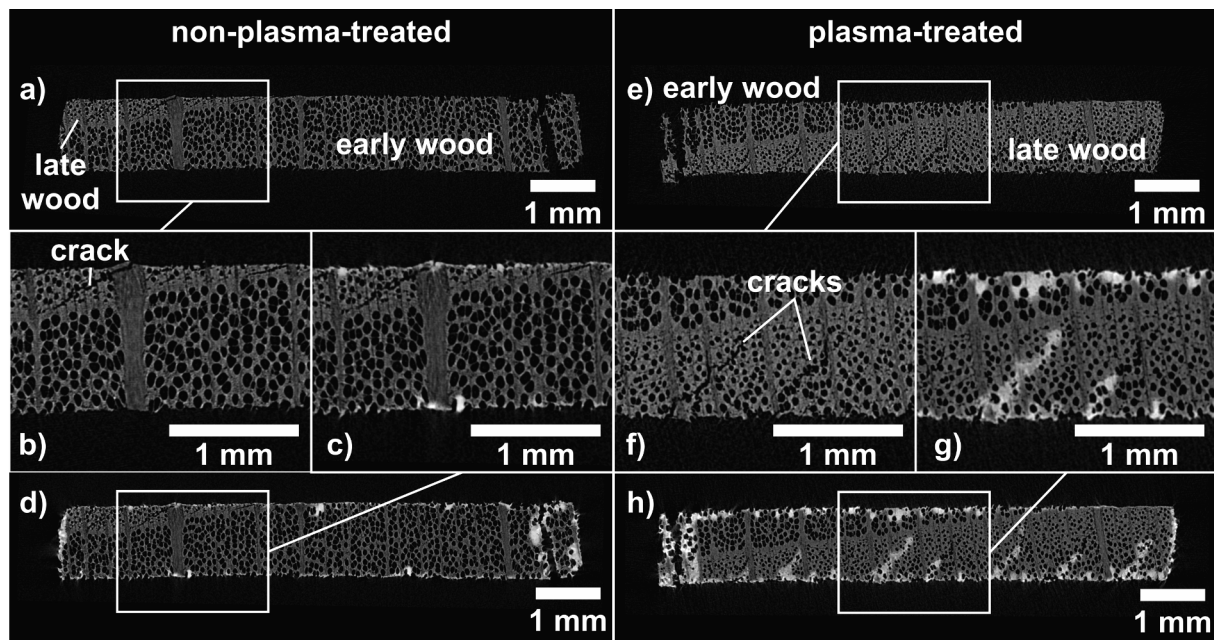 non-plasma-treated
plasma-treated
a)
late
wood
early wood
1 mm
e)
early wood
late wood
1 mm
crack
b)
1 mm
c)
1 mm
cracks
f)
1 mm
g)
1 mm
d)
1 mm
h)
1 mm